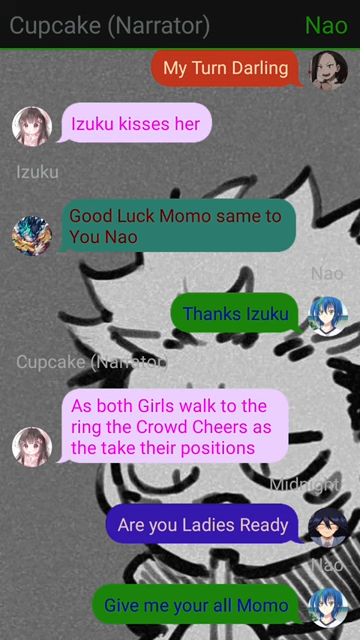 Cupcake (Narrator) Nao
My Turn Darling
Izuku kisses her
Izuku
Good Luck Momo same to
You Nao
Nao
Thanks Izuku
Cupcake (Narrator)
As both Girls walk to the
ring the Crowd Cheers as
the take their positions
Midnight
Are you Ladies Ready
Nao
Give me your all Momo